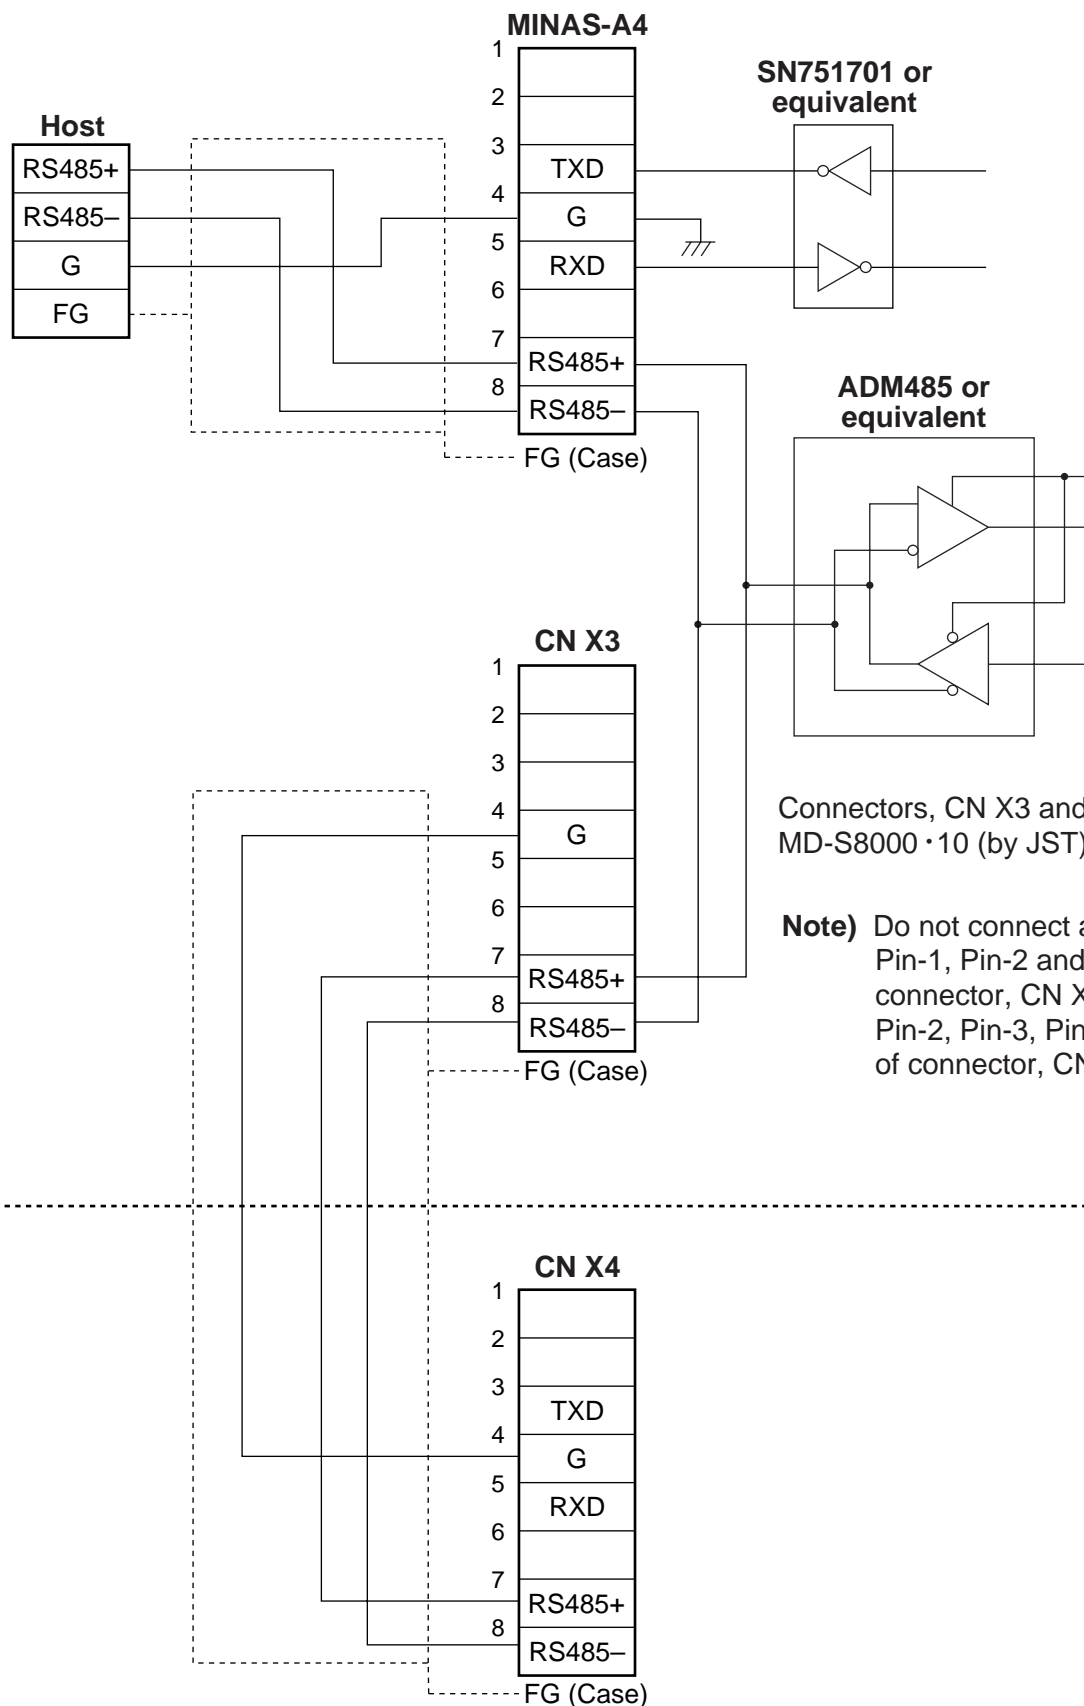 MINAS-A4
1
2
3
TXD
4
G
5
RXD
6
7
RS485+
8
RS485–
FG (Case)
Host
RS485+
RS485–
G
FG
SN751701 or
equivalent
ADM485 or
equivalent
CN X3
1
2
3
4
G
5
6
7
RS485+
8
RS485–
FG (Case)
Connectors, CN X3 and
MD-S8000 · 10 (by JST)
Note) Do not connect
Pin-1, Pin-2 and
connector, CN
Pin-2, Pin-3, Pin
of connector, CN
CN X4
1
2
3
TXD
4
G
5
RXD
6
7
RS485+
8
RS485–
FG (Case)